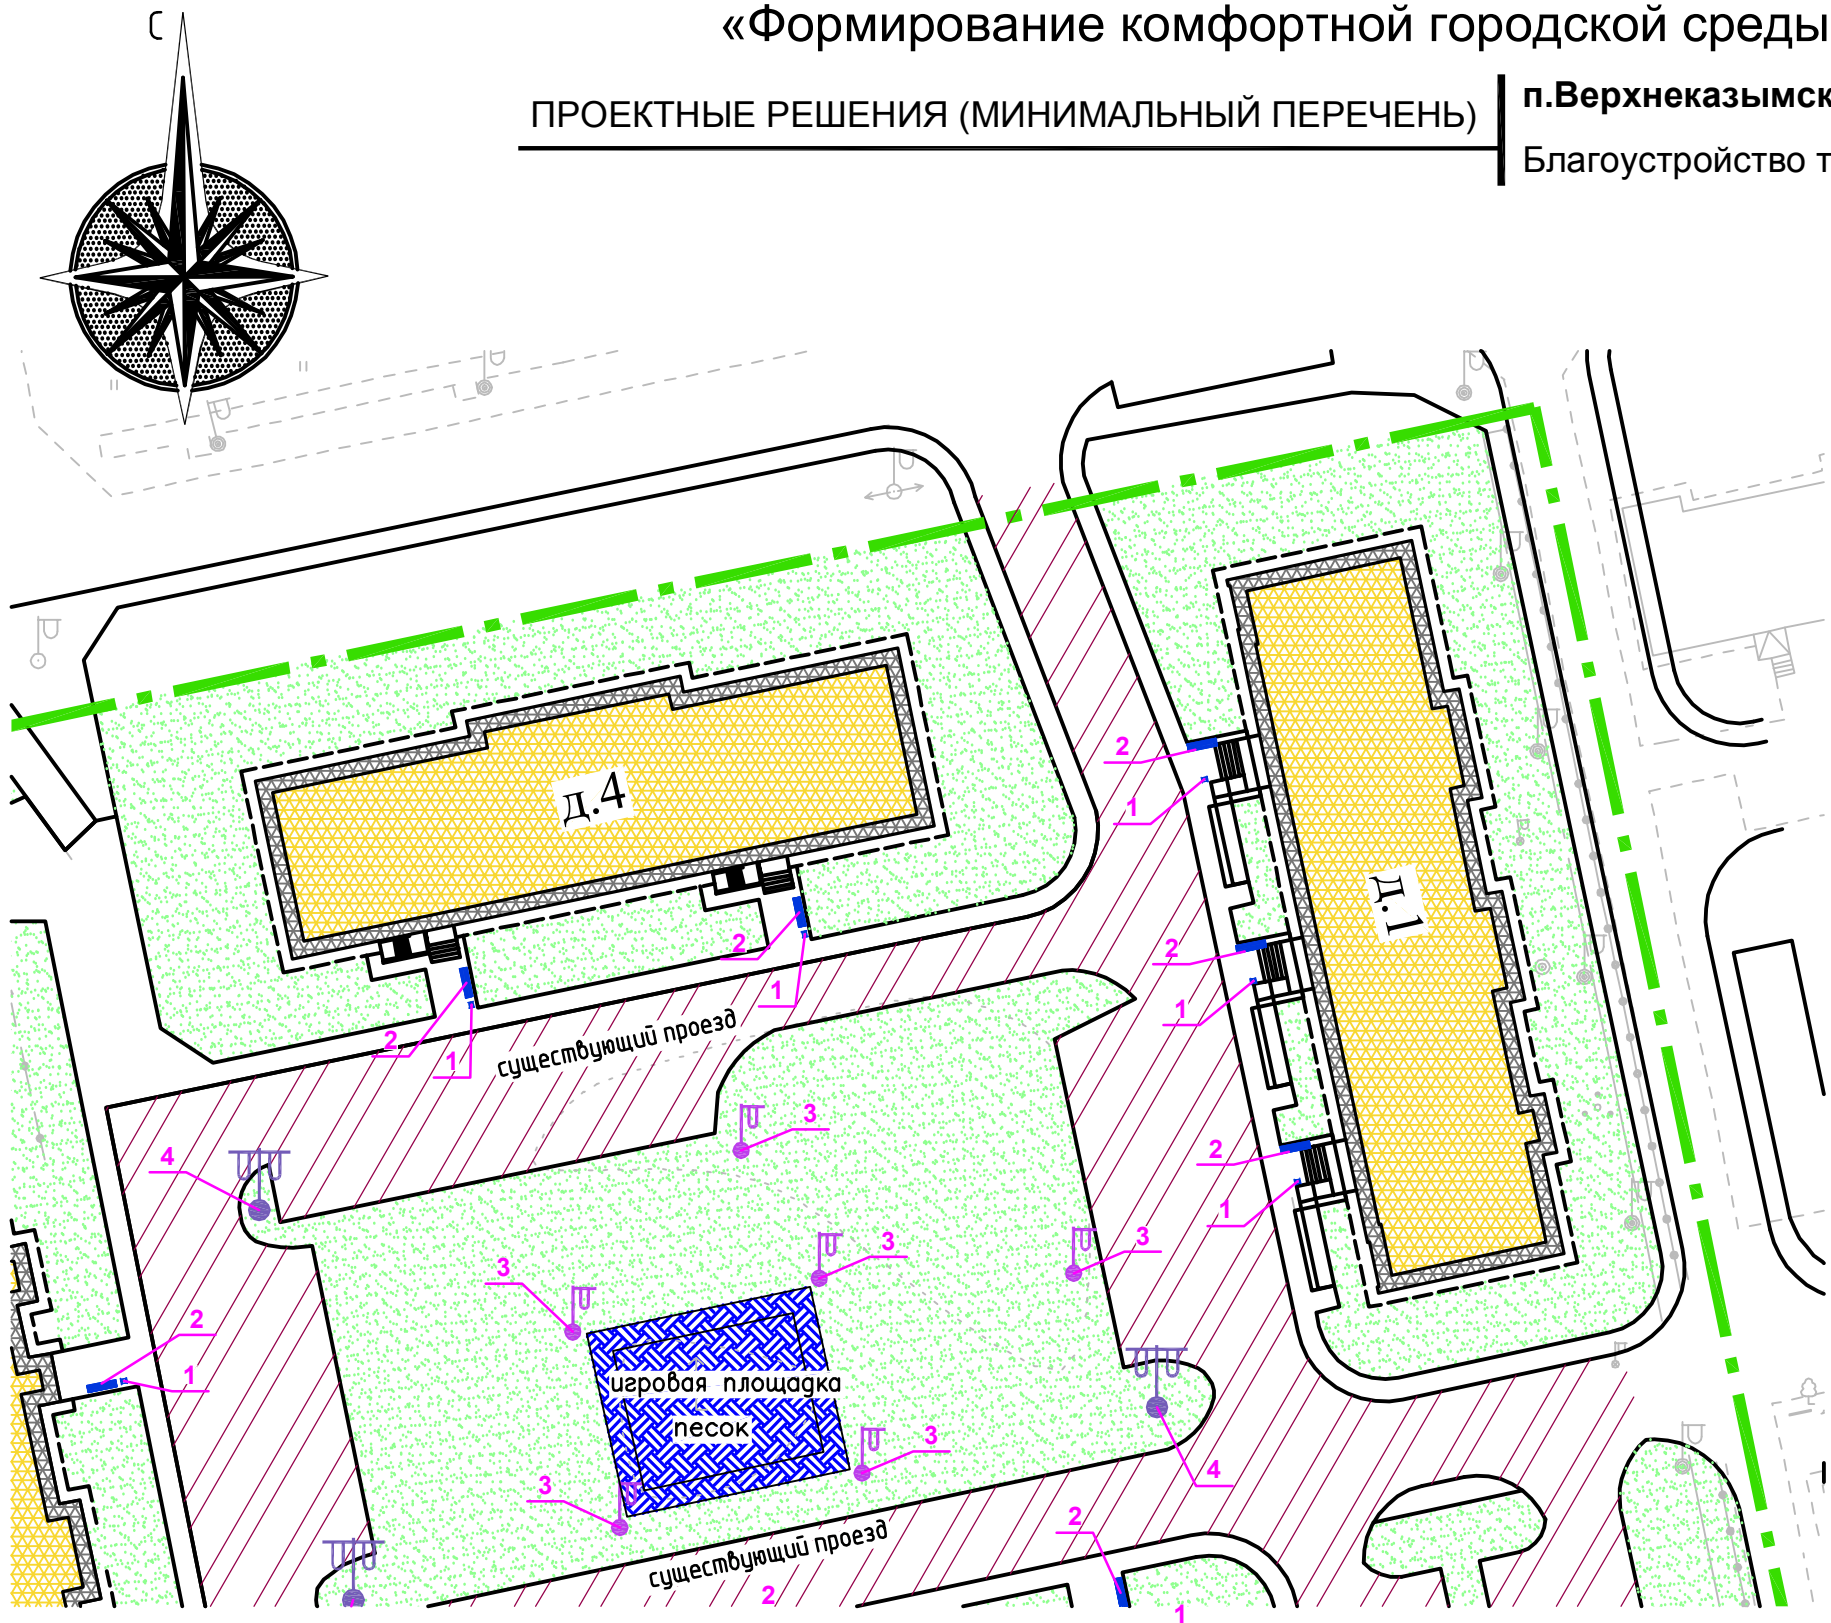 С
«Формирование комфортной городской среды
ПРОЕКТНЫЕ РЕШЕНИЯ (МИНИМАЛЬНЫЙ ПЕРЕЧЕНЬ)
п.Верхнеказымск
Благоустройство т
2
1
д.4
д.1
2
2
1
1
2
1
существующий проезд
3
4
2
1
3
3
3
2
1
игровая площадка
песок
3
3
4
2
существующий проезд
2
1